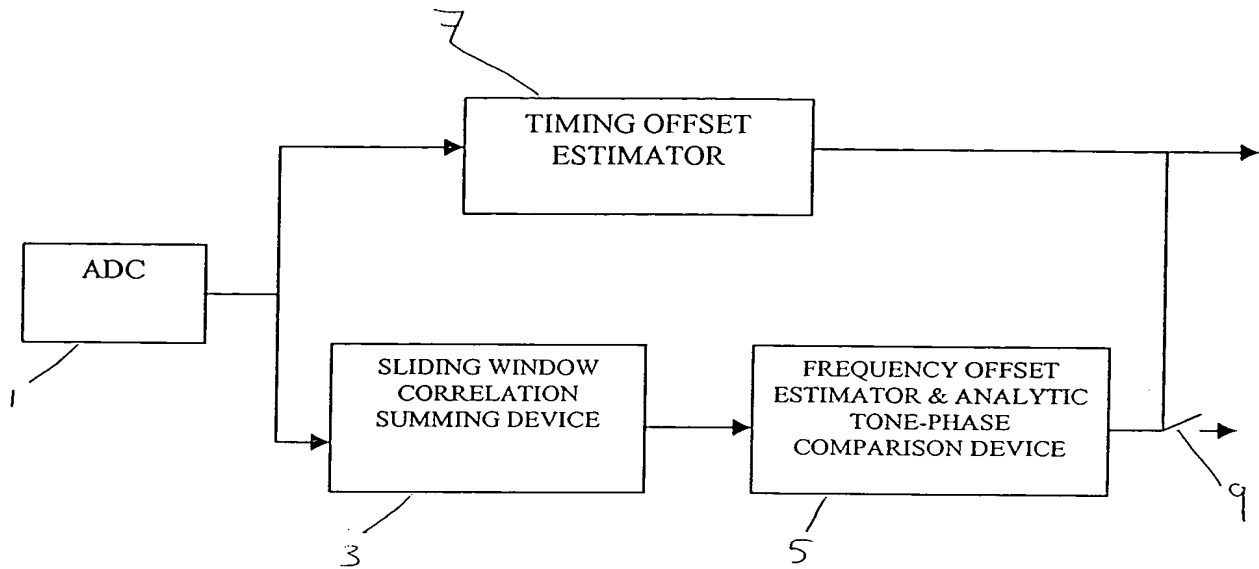 7
TIMING OFFSET
ESTIMATOR
ADC
1
SLIDING WINDOW
CORRELATION
SUMMING DEVICE
3
FREQUENCY OFFSET
ESTIMATOR & ANALYTIC
TONE-PHASE
COMPARISON DEVICE
5
9